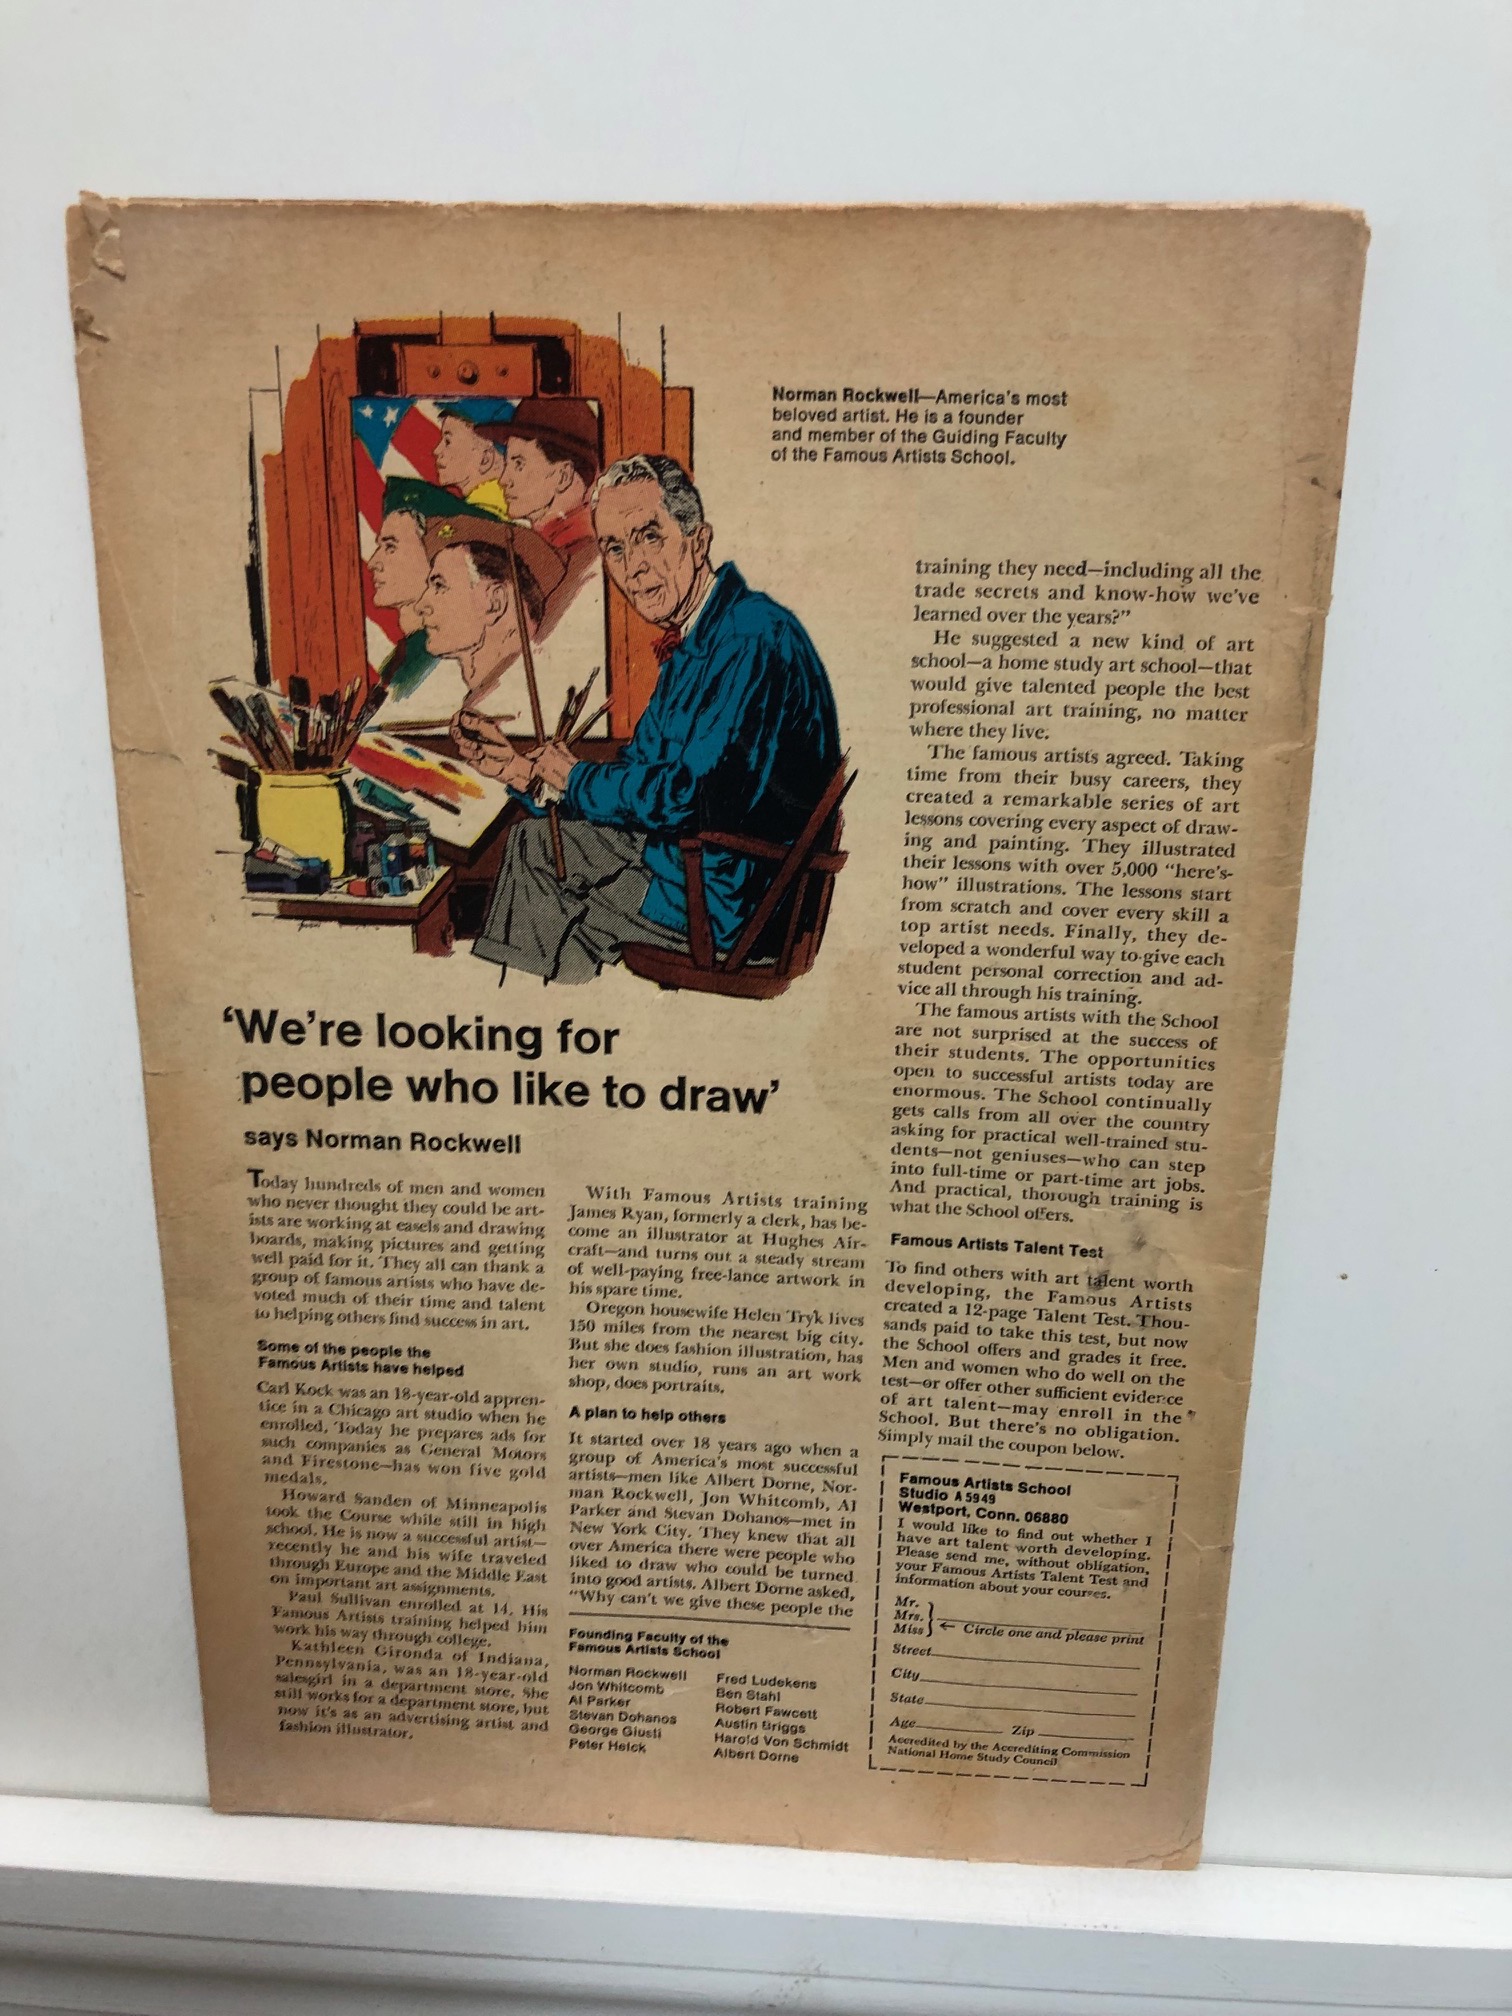 Norman Rockwell—America's most
beloved artist. He is a founder
and member of the Guiding Faculty
of the Famous Artists School.
'We're looking for
people who like to draw'
says Norman Rockwell
Today hundreds of men and women
who never thought they could be art-
ists are working at easels and drawing
boards, making pictures and getting
well paid for it. They all can thank a
group of famous artists who have de-
voted much of their time and talent
to helping others find success in art.
Some of the people the
Famous Artists have helped
Carl Kock was an 18-year-old appren-
tice in a Chicago art studio when he
enrolled. Today he prepares ads for
such companies as General Motors
and Firestone—has won five gold
medals.
Howard Sanden of Minneapolis
took the Course while still in high
school. He is now a successful artist—
recently he and his wife traveled
through Europe and the Middle East
on important art assignments.
Paul Sullivan enrolled at 14. His
Famous Artists training helped him
work his way through college.
Kathleen Gironda of Indiana,
Pennsylvania, was an 18-year-old
salesgirl in a department store. She
still works for a department store, but
now it's as an advertising artist and
fashion illustrator.
With Famous Artists training
James Ryan, formerly a clerk, has be-
come an illustrator at Hughes Air-
craft—and turns out a steady stream
of well-paying free-lance artwork in
his spare time.
Oregon housewife Helen Tryk lives
150 miles from the nearest big city.
But she does fashion illustration, has
her own studio, runs an art work
shop, does portraits.
A plan to help others
It started over 18 years ago when a
group of America's most successful
artists—men like Albert Dorne, Nor-
man Rockwell, Jon Whitcomb, Al
Parker and Stevan Dohanos—met in
New York City. They knew that all
over America there were people who
liked to draw who could be turned
into good artists. Albert Dorne asked,
"Why can't we give these people the
Founding Faculty of the
Famous Artists School
Norman Rockwell
Jon Whitcomb
Al Parker
Stevan Dohanos
George Giusti
Peter Helck
Fred Ludekens
Ben Stahl
Robert Fawcett
Austin Briggs
Harold Von Schmidt
Albert Dorne
training they need—including all the
trade secrets and know-how we've
learned over the years?"
He suggested a new kind of art
school—a home study art school—that
would give talented people the best
professional art training, no matter
where they live.
The famous artists agreed. Taking
time from their busy careers, they
created a remarkable series of art
lessons covering every aspect of draw-
ing and painting. They illustrated
their lessons with over 5,000 "here's-
how" illustrations. The lessons start
from scratch and cover every skill a
top artist needs. Finally, they de-
veloped a wonderful way to give each
student personal correction and ad-
vice all through his training.
The famous artists with the School
are not surprised at the success of
their students. The opportunities
open to successful artists today are
enormous. The School continually
gets calls from all over the country
asking for practical well-trained stu-
dents—not geniuses—who can step
into full-time or part-time art jobs.
And practical, thorough training is
what the School offers.
Famous Artists Talent Test
To find others with art talent worth
developing, the Famous Artists
created a 12-page Talent Test. Thou-
sands paid to take this test, but now
the School offers and grades it free.
Men and women who do well on the
test—or offer other sufficient evidence
of art talent—may enroll in the
School. But there's no obligation.
Simply mail the coupon below.
Famous Artists School
Studio A5949
Westport, Conn. 06880
I would like to find out whether I
have art talent worth developing.
Please send me, without obligation,
your Famous Artists Talent Test and
information about your courses.
Mr.
Mrs.
Miss ← Circle one and please print
Street
City
State
Age Zip
Accredited by the Accrediting Commission
National Home Study Council